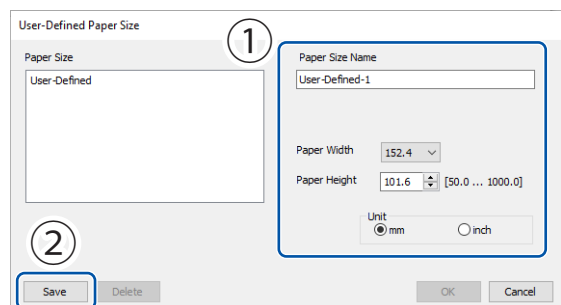 User-Defined Paper Size
①
Paper Size
User-Defined
Paper Size Name
User-Defined-1
Paper Width 152.4
Paper Height 101.6 [50.0 ... 1000.0]
Unit
mm inch
②
Save Delete OK Cancel